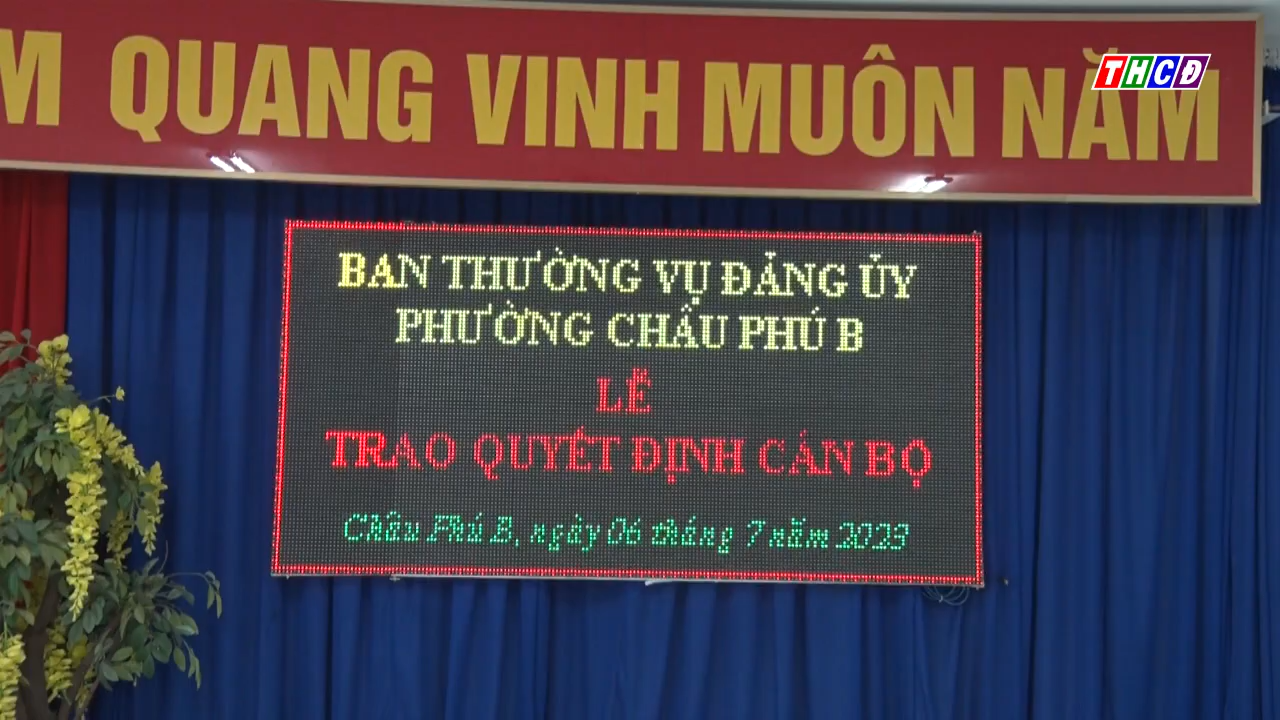 M QUANG VINH MUÔN NĂM
THCĐ
BAN THƯỜNG VỤ ĐẢNG ỦY
PHƯỜNG CHÂU PHÚ B
LỄ
TRAO QUYẾT ĐỊNH CÁN BỘ
Châu Phú B, ngày 06 tháng 7 năm 2023